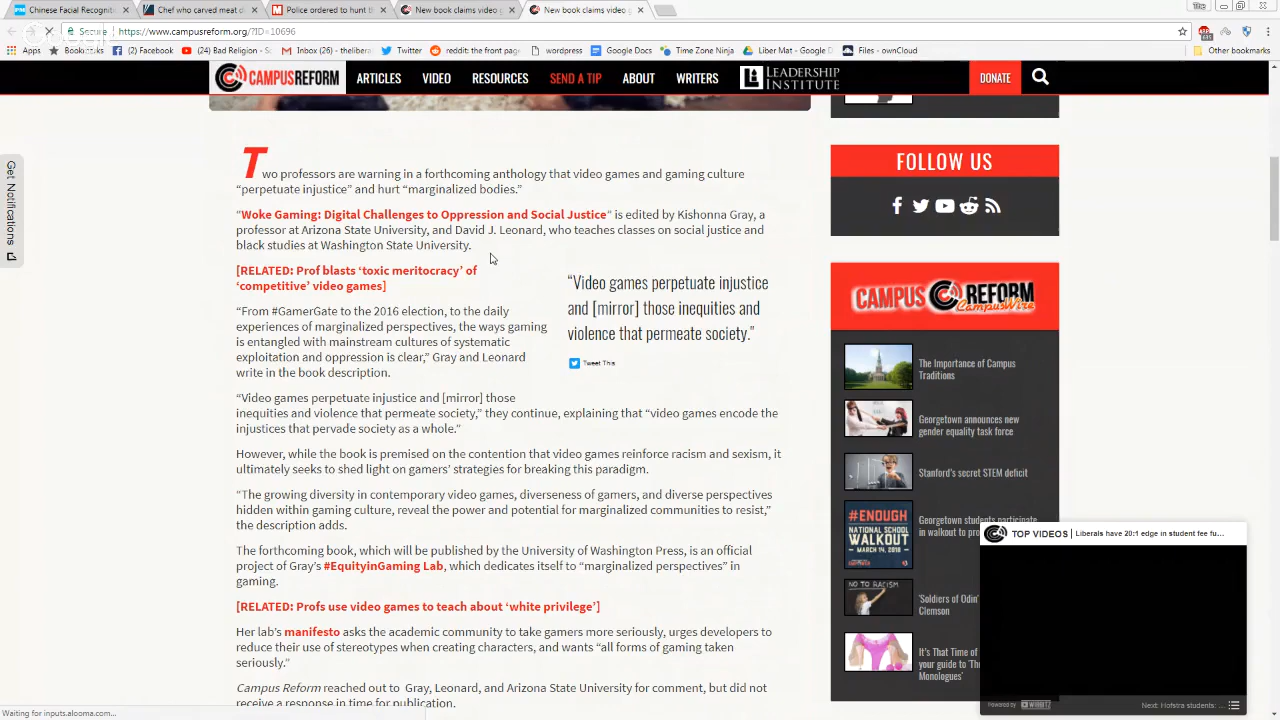 Chinese Facial Recogniti
Chef who carved meat
Police ordered to hunt th
New book claims video g
New book claims video g
Secure
https://www.campusreform.org/?ID=10696
Apps
Bookmarks
(2) Facebook
(24) Bad Religion - S
Inbox (26) - theliberat
Twitter
reddit: the front page
wordpress
Google Docs
Time Zone Ninja
Liber Mat - Google D
Files - ownCloud
Other bookmarks
CAMPUSREFORM
ARTICLES
VIDEO
RESOURCES
SEND A TIP
ABOUT
WRITERS
LEADERSHIP
INSTITUTE
DONATE
Get Notifications
Two professors are warning in a forthcoming anthology that video games and gaming culture
“perpetuate injustice” and hurt “marginalized bodies.”
“Woke Gaming: Digital Challenges to Oppression and Social Justice” is edited by Kishonna Gray, a
professor at Arizona State University, and David J. Leonard, who teaches classes on social justice and
black studies at Washington State University.
[RELATED: Prof blasts ‘toxic meritocracy’ of
‘competitive’ video games]
“From #GamerGate to the 2016 election, to the daily
experiences of marginalized perspectives, the ways gaming
is entangled with mainstream cultures of systematic
exploitation and oppression is clear,” Gray and Leonard
write in the book description.
“Video games perpetuate injustice
and [mirror] those inequities and
violence that permeate society."
Tweet This
“Video games perpetuate injustice and [mirror] those
inequities and violence that permeate society,” they continue, explaining that “video games encode the
injustices that pervade society as a whole.”
However, while the book is premised on the contention that video games reinforce racism and sexism, it
ultimately seeks to shed light on gamers’ strategies for breaking this paradigm.
“The growing diversity in contemporary video games, diverseness of gamers, and diverse perspectives
hidden within gaming culture, reveal the power and potential for marginalized communities to resist,”
the description adds.
The forthcoming book, which will be published by the University of Washington Press, is an official
project of Gray’s #EquityinGaming Lab, which dedicates itself to “marginalized perspectives” in
gaming.
[RELATED: Profs use video games to teach about ‘white privilege’]
Her lab’s manifesto asks the academic community to take gamers more seriously, urges developers to
reduce their use of stereotypes when creating characters, and wants “all forms of gaming taken
seriously.”
Campus Reform reached out to Gray, Leonard, and Arizona State University for comment, but did not
receive a response in time for publication.
FOLLOW US
CAMPUS REFORM
CampusWire
The Importance of Campus
Traditions
Georgetown announces new
gender equality task force
Stanford's secret STEM deficit
#ENOUGH
NATIONAL SCHOOL
WALKOUT
MARCH 14, 2018
Georgetown students participate
in walkout to pro
NO TO RACISM
'Soldiers of Odin'
Clemson
It's That Time of
your guide to 'The
Monologues'
TOP VIDEOS | Liberals have 20:1 edge in student fee fu...
Powered by
Next: Hofstra students: ...
Waiting for inputs.alooma.com...